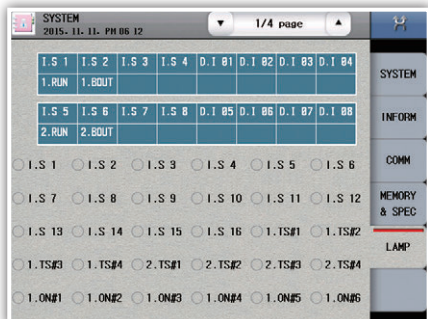 SYSTEM
2015. 11. 11. PM 06 12
▼ 1/4 page ▲
I.S 1 I.S 2 I.S 3 I.S 4 D.I 01 D.I 02 D.I 03 D.I 04
1.RUN 1.BOUT
I.S 5 I.S 6 I.S 7 I.S 8 D.I 05 D.I 06 D.I 07 D.I 08
2.RUN 2.BOUT
I.S 1 I.S 2 I.S 3 I.S 4 I.S 5 I.S 6
I.S 7 I.S 8 I.S 9 I.S 10 I.S 11 I.S 12
I.S 13 I.S 14 I.S 15 I.S 16 1.TS#1 1.TS#2
1.TS#3 1.TS#4 2.TS#1 2.TS#2 2.TS#3 2.TS#4
1.ON#1 1.ON#2 1.ON#3 1.ON#4 1.ON#5 1.ON#6
SYSTEM
INFORM
COMM
MEMORY
& SPEC
LAMP